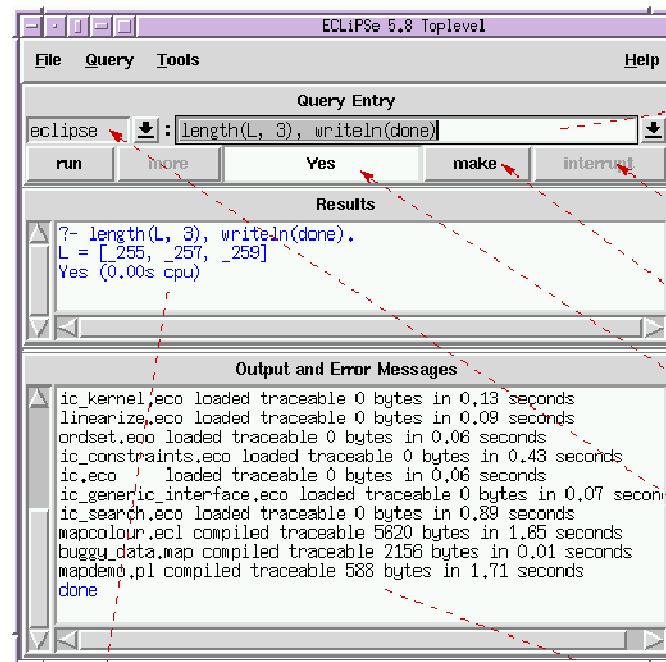 ECLiPSe 5.8 Toplevel
File Query Tools Help
Query Entry
eclipse : length(L, 3), writeln(done)
run more Yes make interrupt
Results
?- length(L, 3), writeln(done).
L = [_255, _257, _259]
Yes (0.00s cpu)
Output and Error Messages
ic_kernel.eco loaded traceable 0 bytes in 0.13 seconds
linearize.eco loaded traceable 0 bytes in 0.09 seconds
ordset.eco loaded traceable 0 bytes in 0.06 seconds
ic_constraints.eco loaded traceable 0 bytes in 0.43 seconds
ic.eco loaded traceable 0 bytes in 0.06 seconds
ic_generic_interface.eco loaded traceable 0 bytes in 0.07 secon
ic_search.eco loaded traceable 0 bytes in 0.89 seconds
mapcolour.ecl compiled traceable 5620 bytes in 1.65 seconds
buggy_data.map compiled traceable 2156 bytes in 0.01 seconds
mapdemo.pl compiled traceable 588 bytes in 1.71 seconds
done